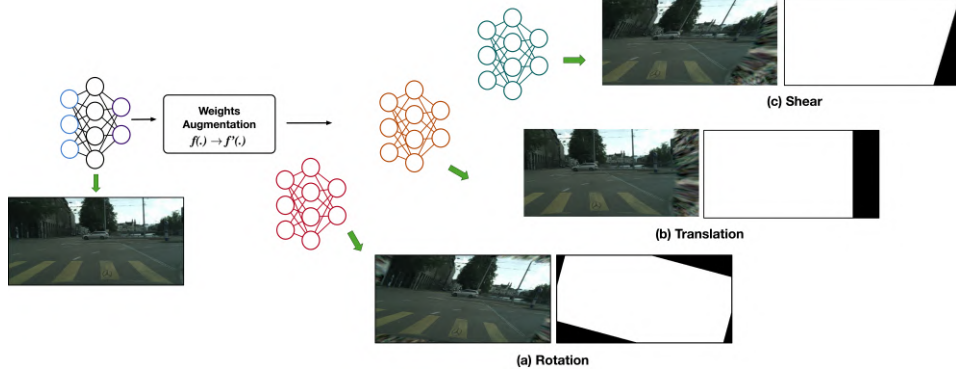 Weights
Augmentation
f(.) → f'(.)
(c) Shear
(b) Translation
(a) Rotation